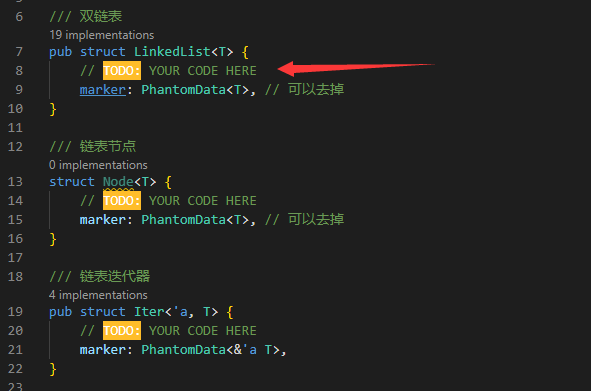 6 /// 双链表
19 implementations
7 pub struct LinkedList<T> {
8 // TODO: YOUR CODE HERE
9 marker: PhantomData<T>, // 可以去掉
10 }
11
12 /// 链表节点
0 implementations
13 struct Node<T> {
14 // TODO: YOUR CODE HERE
15 marker: PhantomData<T>, // 可以去掉
16 }
17
18 /// 链表迭代器
4 implementations
19 pub struct Iter<'a, T> {
20 // TODO: YOUR CODE HERE
21 marker: PhantomData<&'a T>,
22 }
23